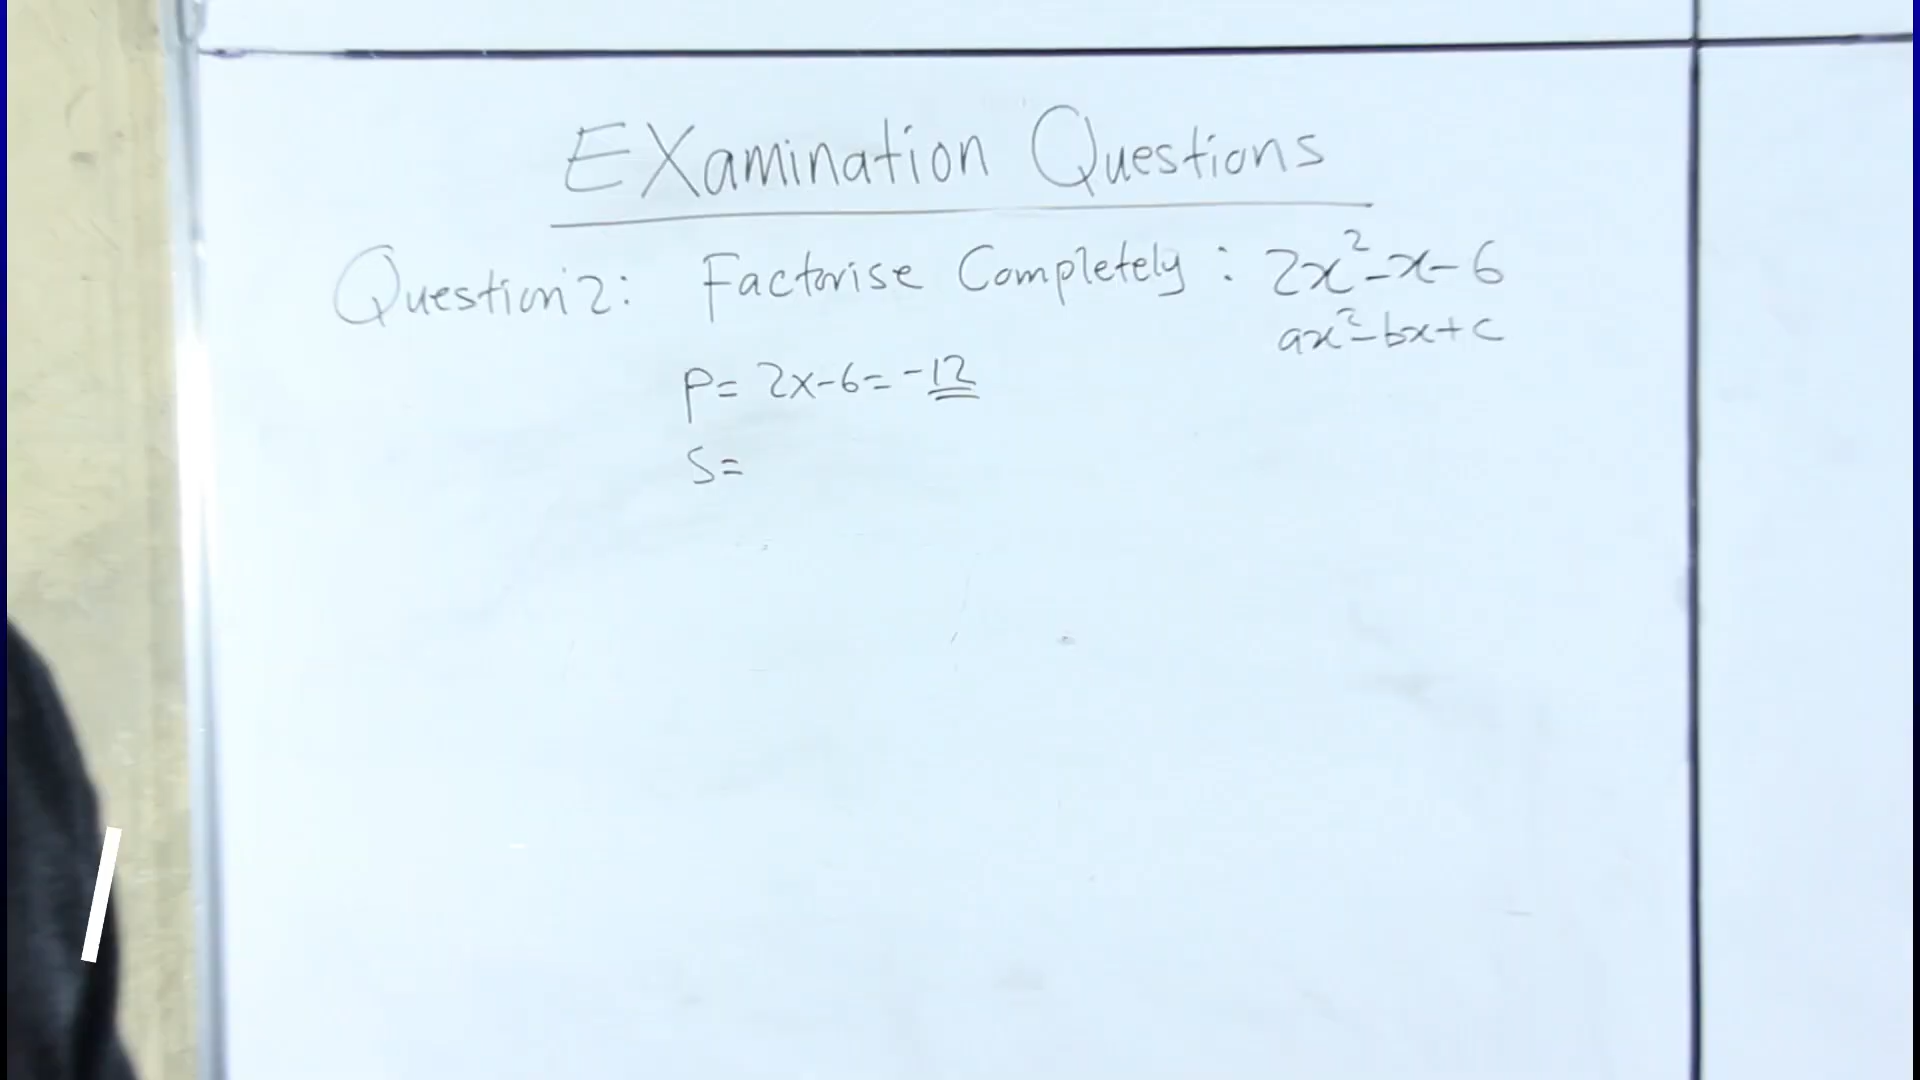 EXamination Questions
Question 2: Factorise Completely: 2x²-x-6
ax²-bx+c
P= 2x-6= -12
S=